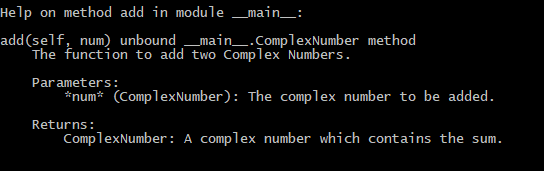 Help on method add in module __main__:
add(self, num) unbound __main__.ComplexNumber method
The function to add two Complex Numbers.
Parameters:
*num* (ComplexNumber): The complex number to be added.
Returns:
ComplexNumber: A complex number which contains the sum.